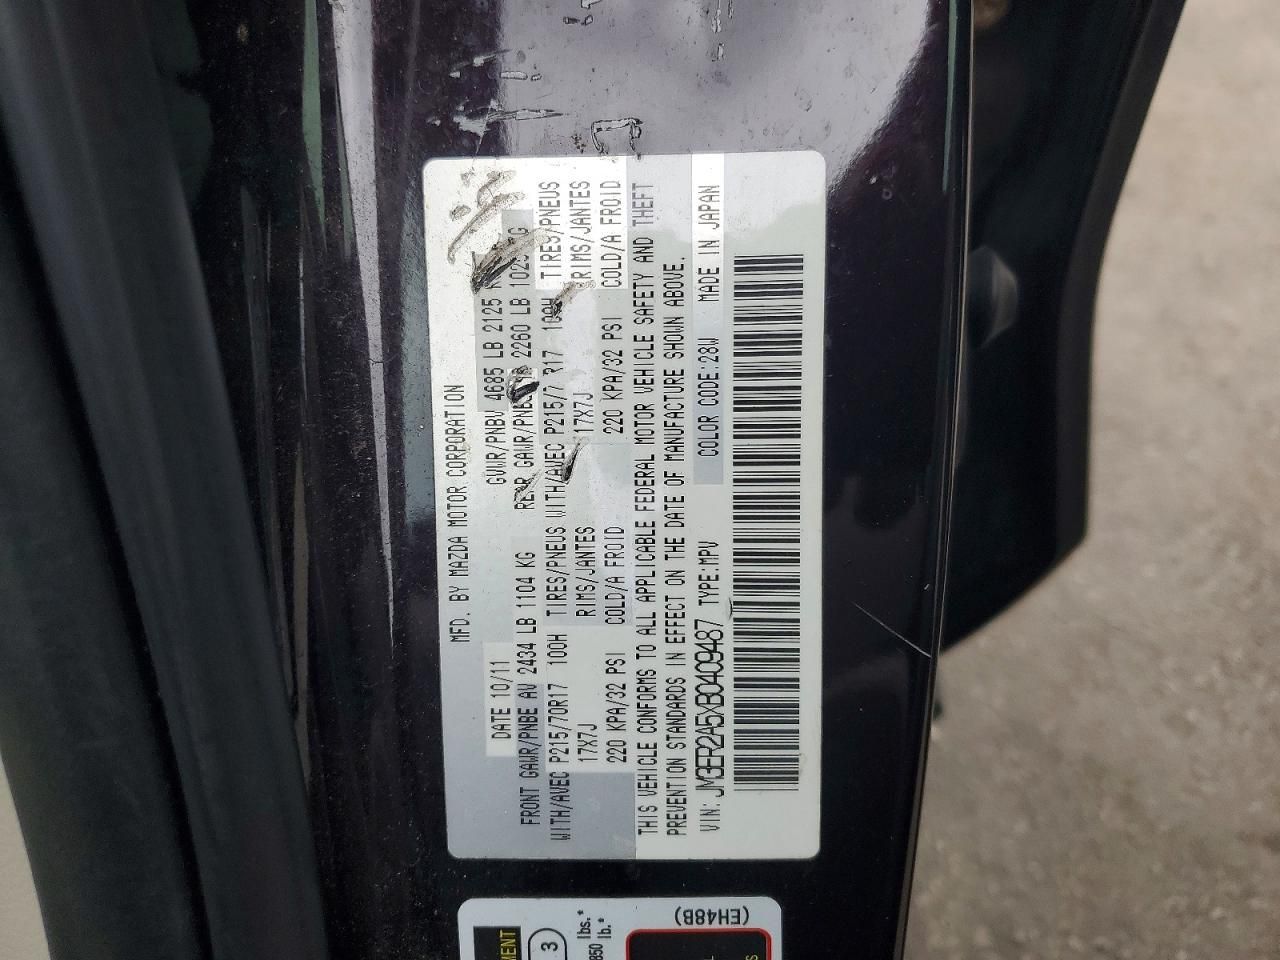 MFD. BY MAZDA MOTOR CORPORATION
DATE 10/11 GVWR/PNBV 4685 LB 2125
FRONT GAWR/PNBE AV 2434 LB 1104 KG REAR GAWR/PNBE 2260 LB
WITH/AVEC P215/70R17 100H TIRES/PNEUS WITH/AVEC P215/ R17 100H TIRES/PNEUS
17X7J RIMS/JANTES 17X7J RIMS/JANTES
220 KPA/32 PSI COLD/A FROID 220 KPA/32 PSI COLD/A FROID
THIS VEHICLE CONFORMS TO ALL APPLICABLE FEDERAL MOTOR VEHICLE SAFETY AND THEFT
PREVENTION STANDARDS IN EFFECT ON THE DATE OF MANUFACTURE SHOWN ABOVE.
VIN: JM3ER2A5XB0409487 TYPE:MPV COLOR CODE:28W MADE IN JAPAN
(EH48B)
lbs.*
850 lb.*
3
MENT